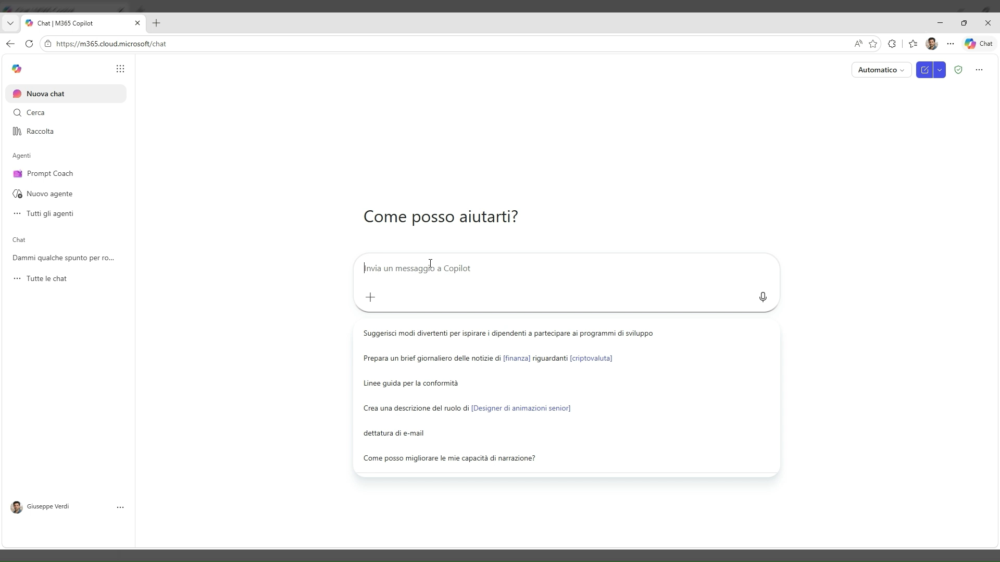 Chat | M365 Copilot
https://m365.cloud.microsoft/chat
Chat
Automatico
Nuova chat
Cerca
Raccolta
Agenti
Prompt Coach
Nuovo agente
Tutti gli agenti
Chat
Dammi qualche spunto per ro...
Tutte le chat
Giuseppe Verdi
Come posso aiutarti?
Invia un messaggio a Copilot
Suggerisci modi divertenti per ispirare i dipendenti a partecipare ai programmi di sviluppo
Prepara un brief giornaliero delle notizie di [finanza] riguardanti [criptovaluta]
Linee guida per la conformità
Crea una descrizione del ruolo di [Designer di animazioni senior]
dettatura di e-mail
Come posso migliorare le mie capacità di narrazione?